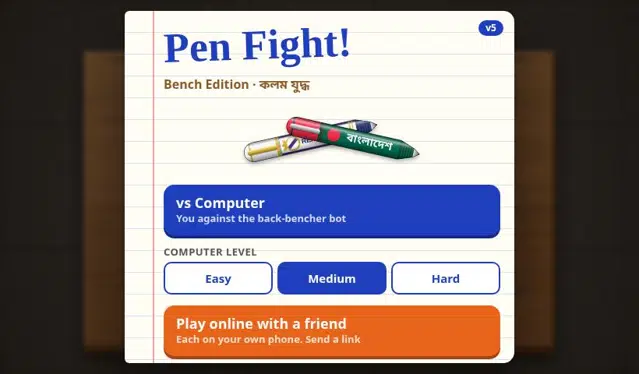 Pen Fight!
v5
Bench Edition · কলম যুদ্ধ
বাংলাদেশ
vs Computer
You against the back-bencher bot
COMPUTER LEVEL
Easy
Medium
Hard
Play online with a friend
Each on your own phone. Send a link